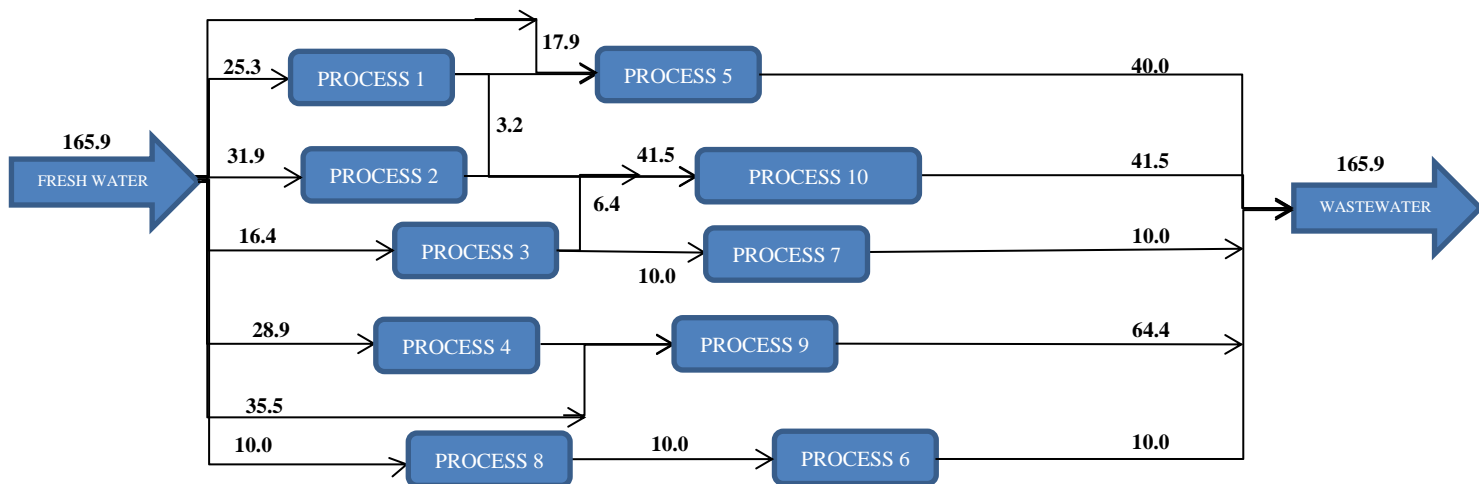 17.9
25.3
PROCESS 1
PROCESS 5
40.0
3.2
165.9
FRESH WATER
31.9
PROCESS 2
41.5
PROCESS 10
41.5
165.9
WASTEWATER
6.4
16.4
PROCESS 3
10.0
PROCESS 7
10.0
28.9
PROCESS 4
PROCESS 9
64.4
35.5
10.0
PROCESS 8
10.0
PROCESS 6
10.0